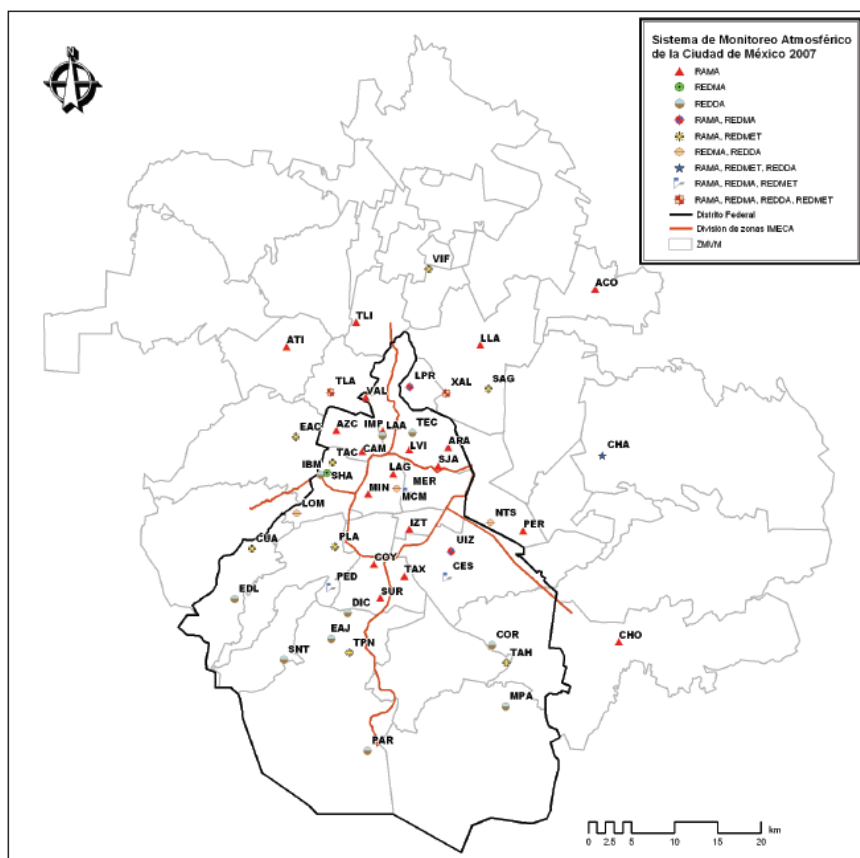 N
Sistema de Monitoreo Atmosférico
de la Ciudad de México 2007
RAMA
REDMA
REDDA
RAMA, REDMA
RAMA, REDMET
REDMA, REDDA
RAMA, REDMET, REDDA
RAMA, REDMA, REDMET
RAMA, REDMA, REDDA, REDMET
Distrito Federal
División de zonas IMECA
ZMVM
VIF
ACO
TLI
ATI
LLA
TLA
LPR
XAL
SAG
VAL
EAC
AZC
IMP
LAA
TEC
CAM
LVI
ARA
CHA
TAC
IBM
SHA
LAG
MER
SJA
MIN
MCM
LOM
NTS
PER
IZT
CUA
PLA
UIZ
COY
CES
PED
TAX
EDL
DIC
SUR
EAJ
TPN
COR
CHO
SNT
TAH
MPA
PAR
0 2.5 5 10 15 20
km